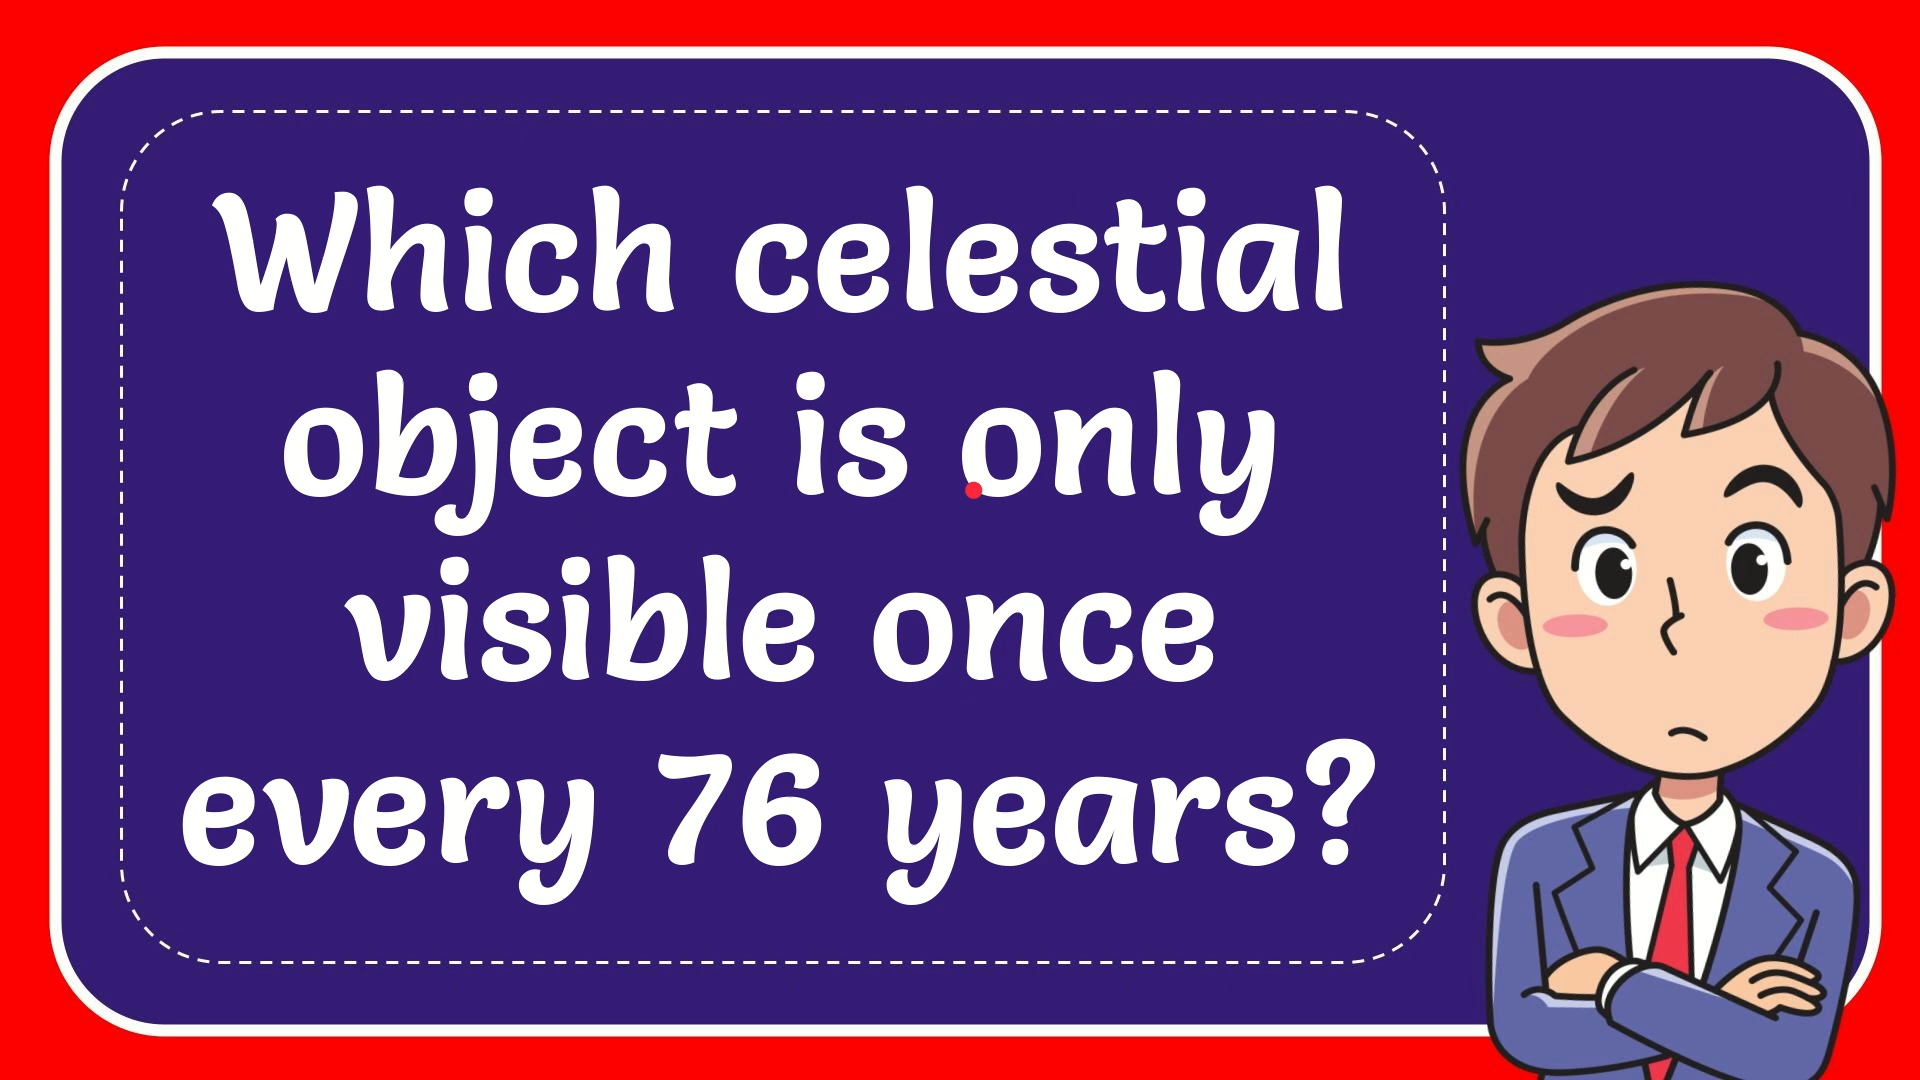 Which celestial
object is only
visible once
every 76 years?